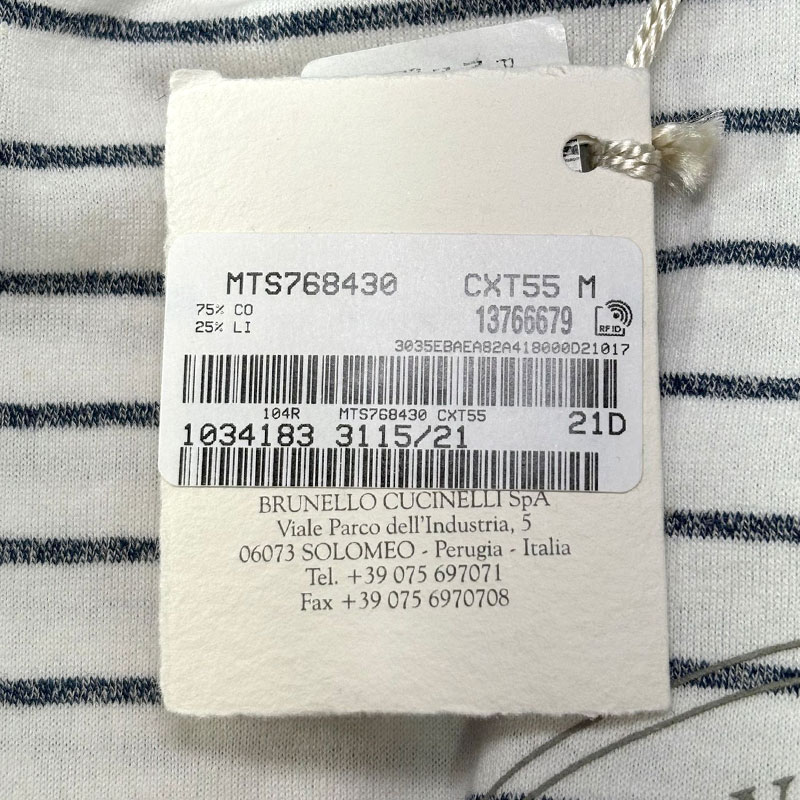 MTS768430 CXT55 M
75% CO
25% LI
13766679
RFID
3035EBAEA82A418000D21017
104R MTS768430 CXT55
21D
1034183 3115/21
BRUNELLO CUCINELLI SpA
Viale Parco dell'Industria, 5
06073 SOLOMEO - Perugia - Italia
Tel. +39 075 697071
Fax +39 075 6970708